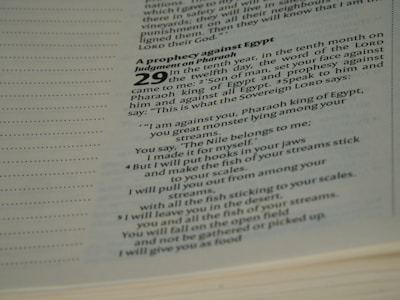 nations.
which I gave to my
there in safety and will
vineyards; they will live in safety
punishment on all their neighbours
ligned them. Then they will know that I am th
LORD their God.'"
A prophecy against Egypt
Judgment on Pharaoh
29 In the tenth year, in the tenth month on
the twelfth day, the word of the LORD
came to me: 2 'Son of man, set your face against
Pharaoh king of Egypt and prophesy against
him and against all Egypt. 3 Speak to him and
say: "This is what the Sovereign LORD says:
'"I am against you, Pharaoh king of Egypt,
you great monster lying among your
streams.
You say, 'The Nile belongs to me;
I made it for myself.'
4 But I will put hooks in your jaws
and make the fish of your streams stick
to your scales.
I will pull you out from among your
streams,
with all the fish sticking to your scales.
5 I will leave you in the desert,
you and all the fish of your streams.
You will fall on the open field
and not be gathered or picked up.
I will give you as food